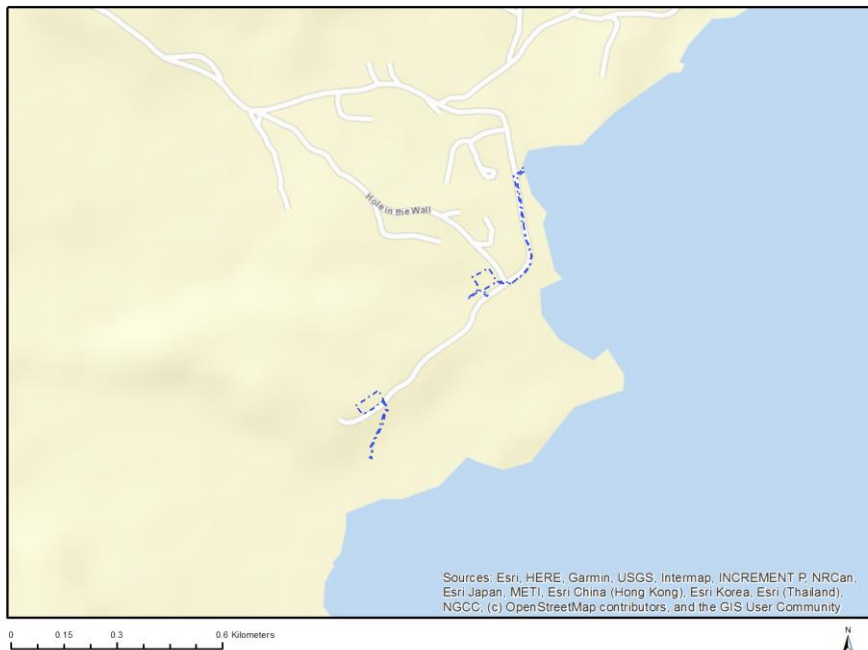 Hole in the Wall
Sources: Esri, HERE, Garmin, USGS, Intermap, INCREMENT P, NRCan,
Esri Japan, METI, Esri China (Hong Kong), Esri Korea, Esri (Thailand),
NGCC, (c) OpenStreetMap contributors, and the GIS User Community
0 0.15 0.3 0.6 Kilometers
N